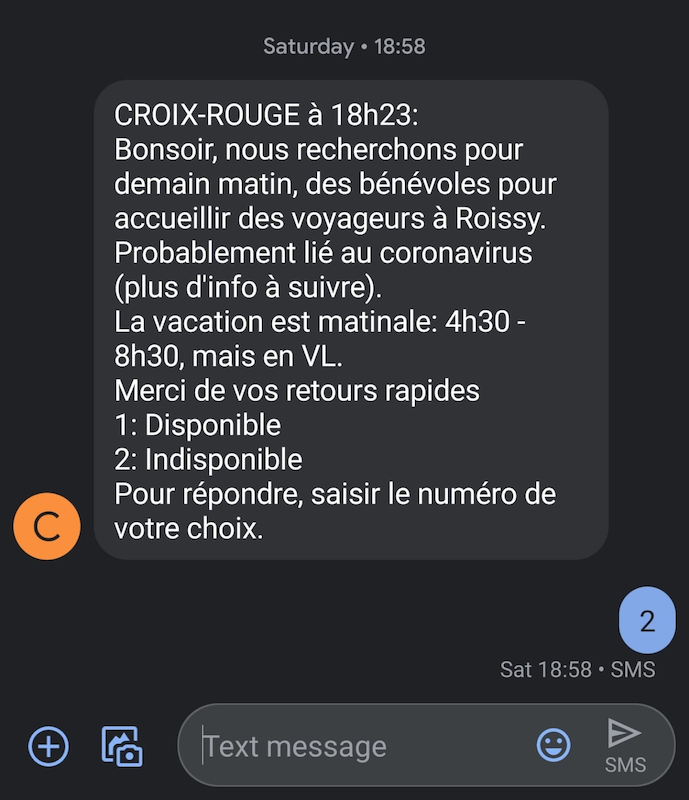 Saturday • 18:58
CROIX-ROUGE à 18h23:
Bonsoir, nous recherchons pour
demain matin, des bénévoles pour
accueillir des voyageurs à Roissy.
Probablement lié au coronavirus
(plus d'info à suivre).
La vacation est matinale: 4h30 -
8h30, mais en VL.
Merci de vos retours rapides
1: Disponible
2: Indisponible
Pour répondre, saisir le numéro de
votre choix.
C
2
Sat 18:58 • SMS
Text message
SMS